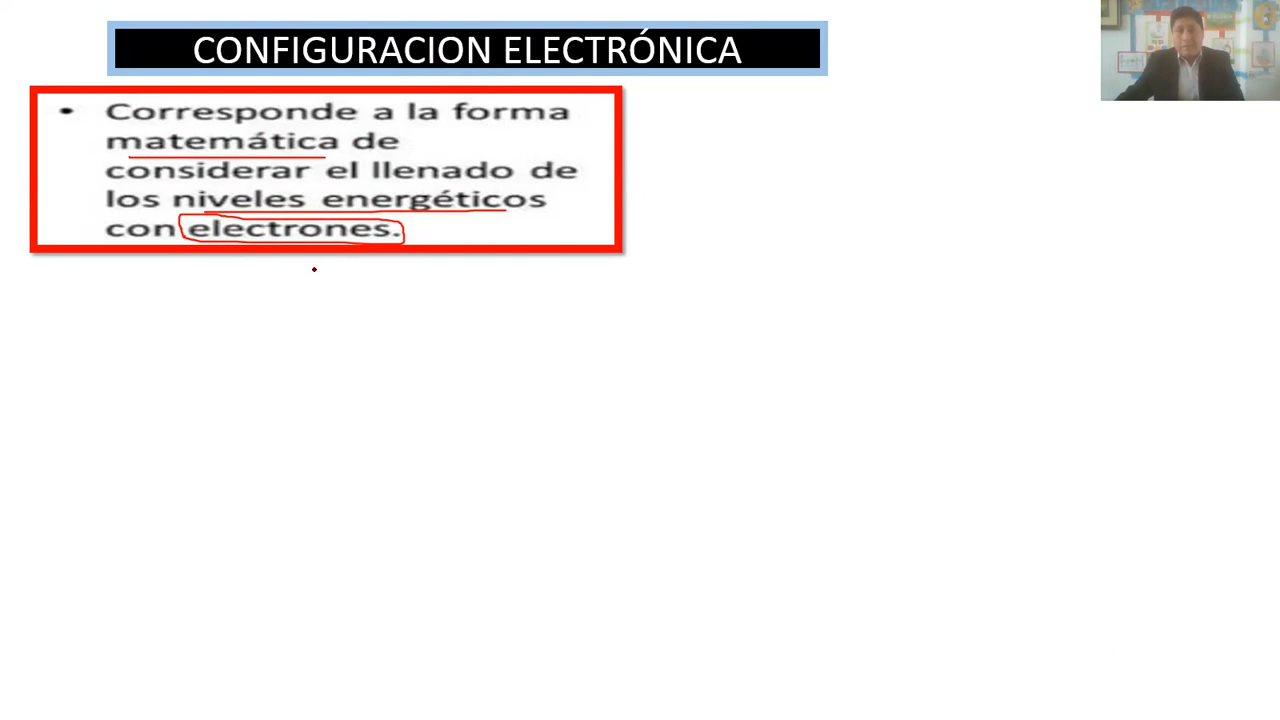 CONFIGURACION ELECTRÓNICA
• Corresponde a la forma
matemática de
considerar el llenado de
los niveles energéticos
con electrones.